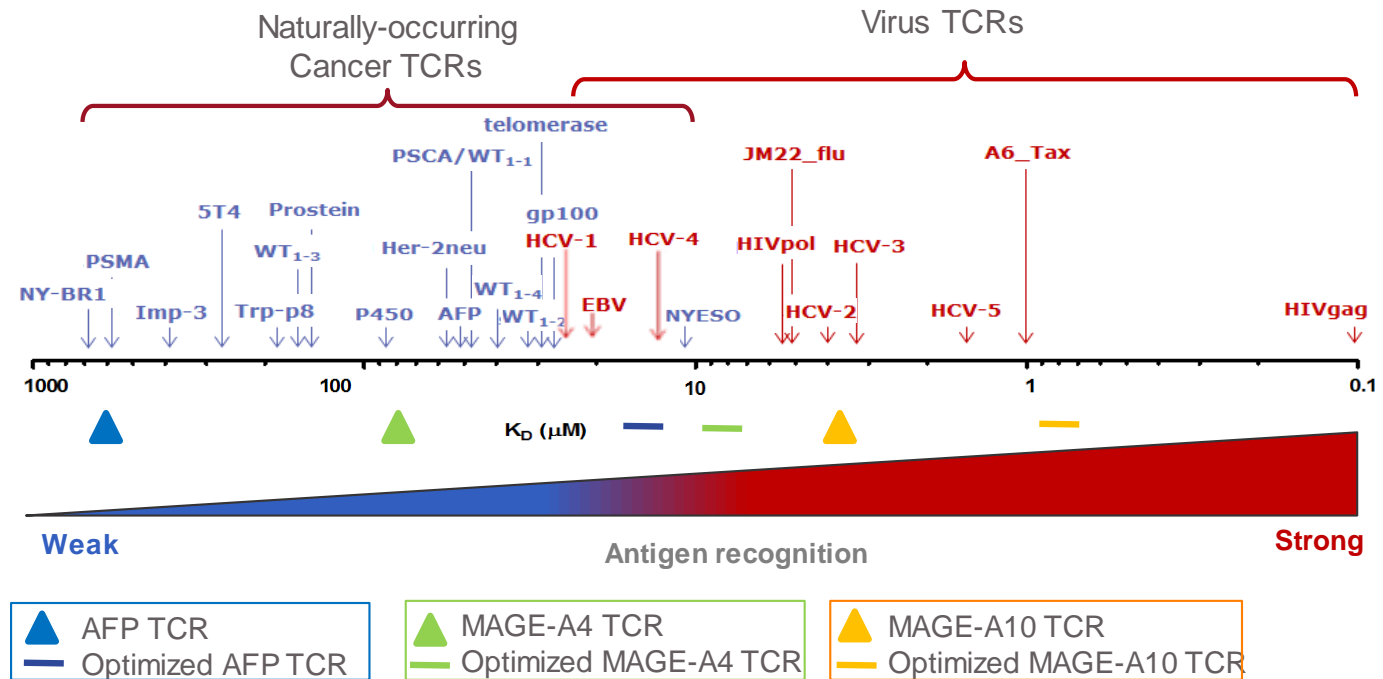 Naturally-occurring
Cancer TCRs
Virus TCRs
telomerase
PSCA/WT1-1
JM22_flu
A6_Tax
5T4
Prostein
gp100
WT1-3
Her-2neu
HCV-1
HCV-4
HIVpol
HCV-3
PSMA
NY-BR1
Imp-3
Trp-p8
P450
AFP
WT1-4
WT1-2
EBV
NYESO
HCV-2
HCV-5
HIVgag
1000
100
10
1
0.1
KD (μM)
Weak
Antigen recognition
Strong
AFP TCR
Optimized AFP TCR
MAGE-A4 TCR
Optimized MAGE-A4 TCR
MAGE-A10 TCR
Optimized MAGE-A10 TCR